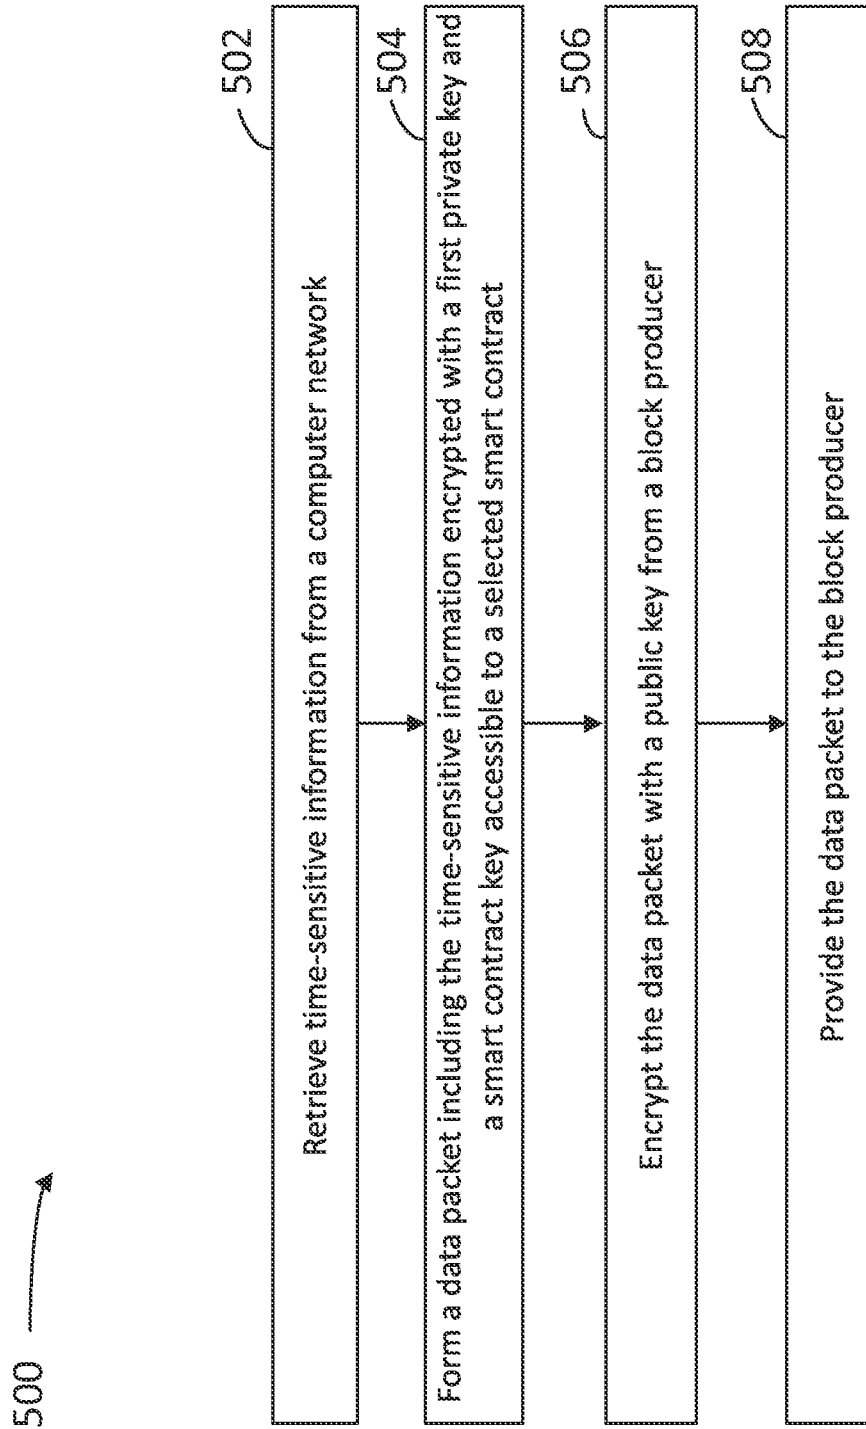 500
502
Retrieve time-sensitive information from a computer network
504
Form a data packet including the time-sensitive information encrypted with a first private key and
a smart contract key accessible to a selected smart contract
506
Encrypt the data packet with a public key from a block producer
508
Provide the data packet to the block producer